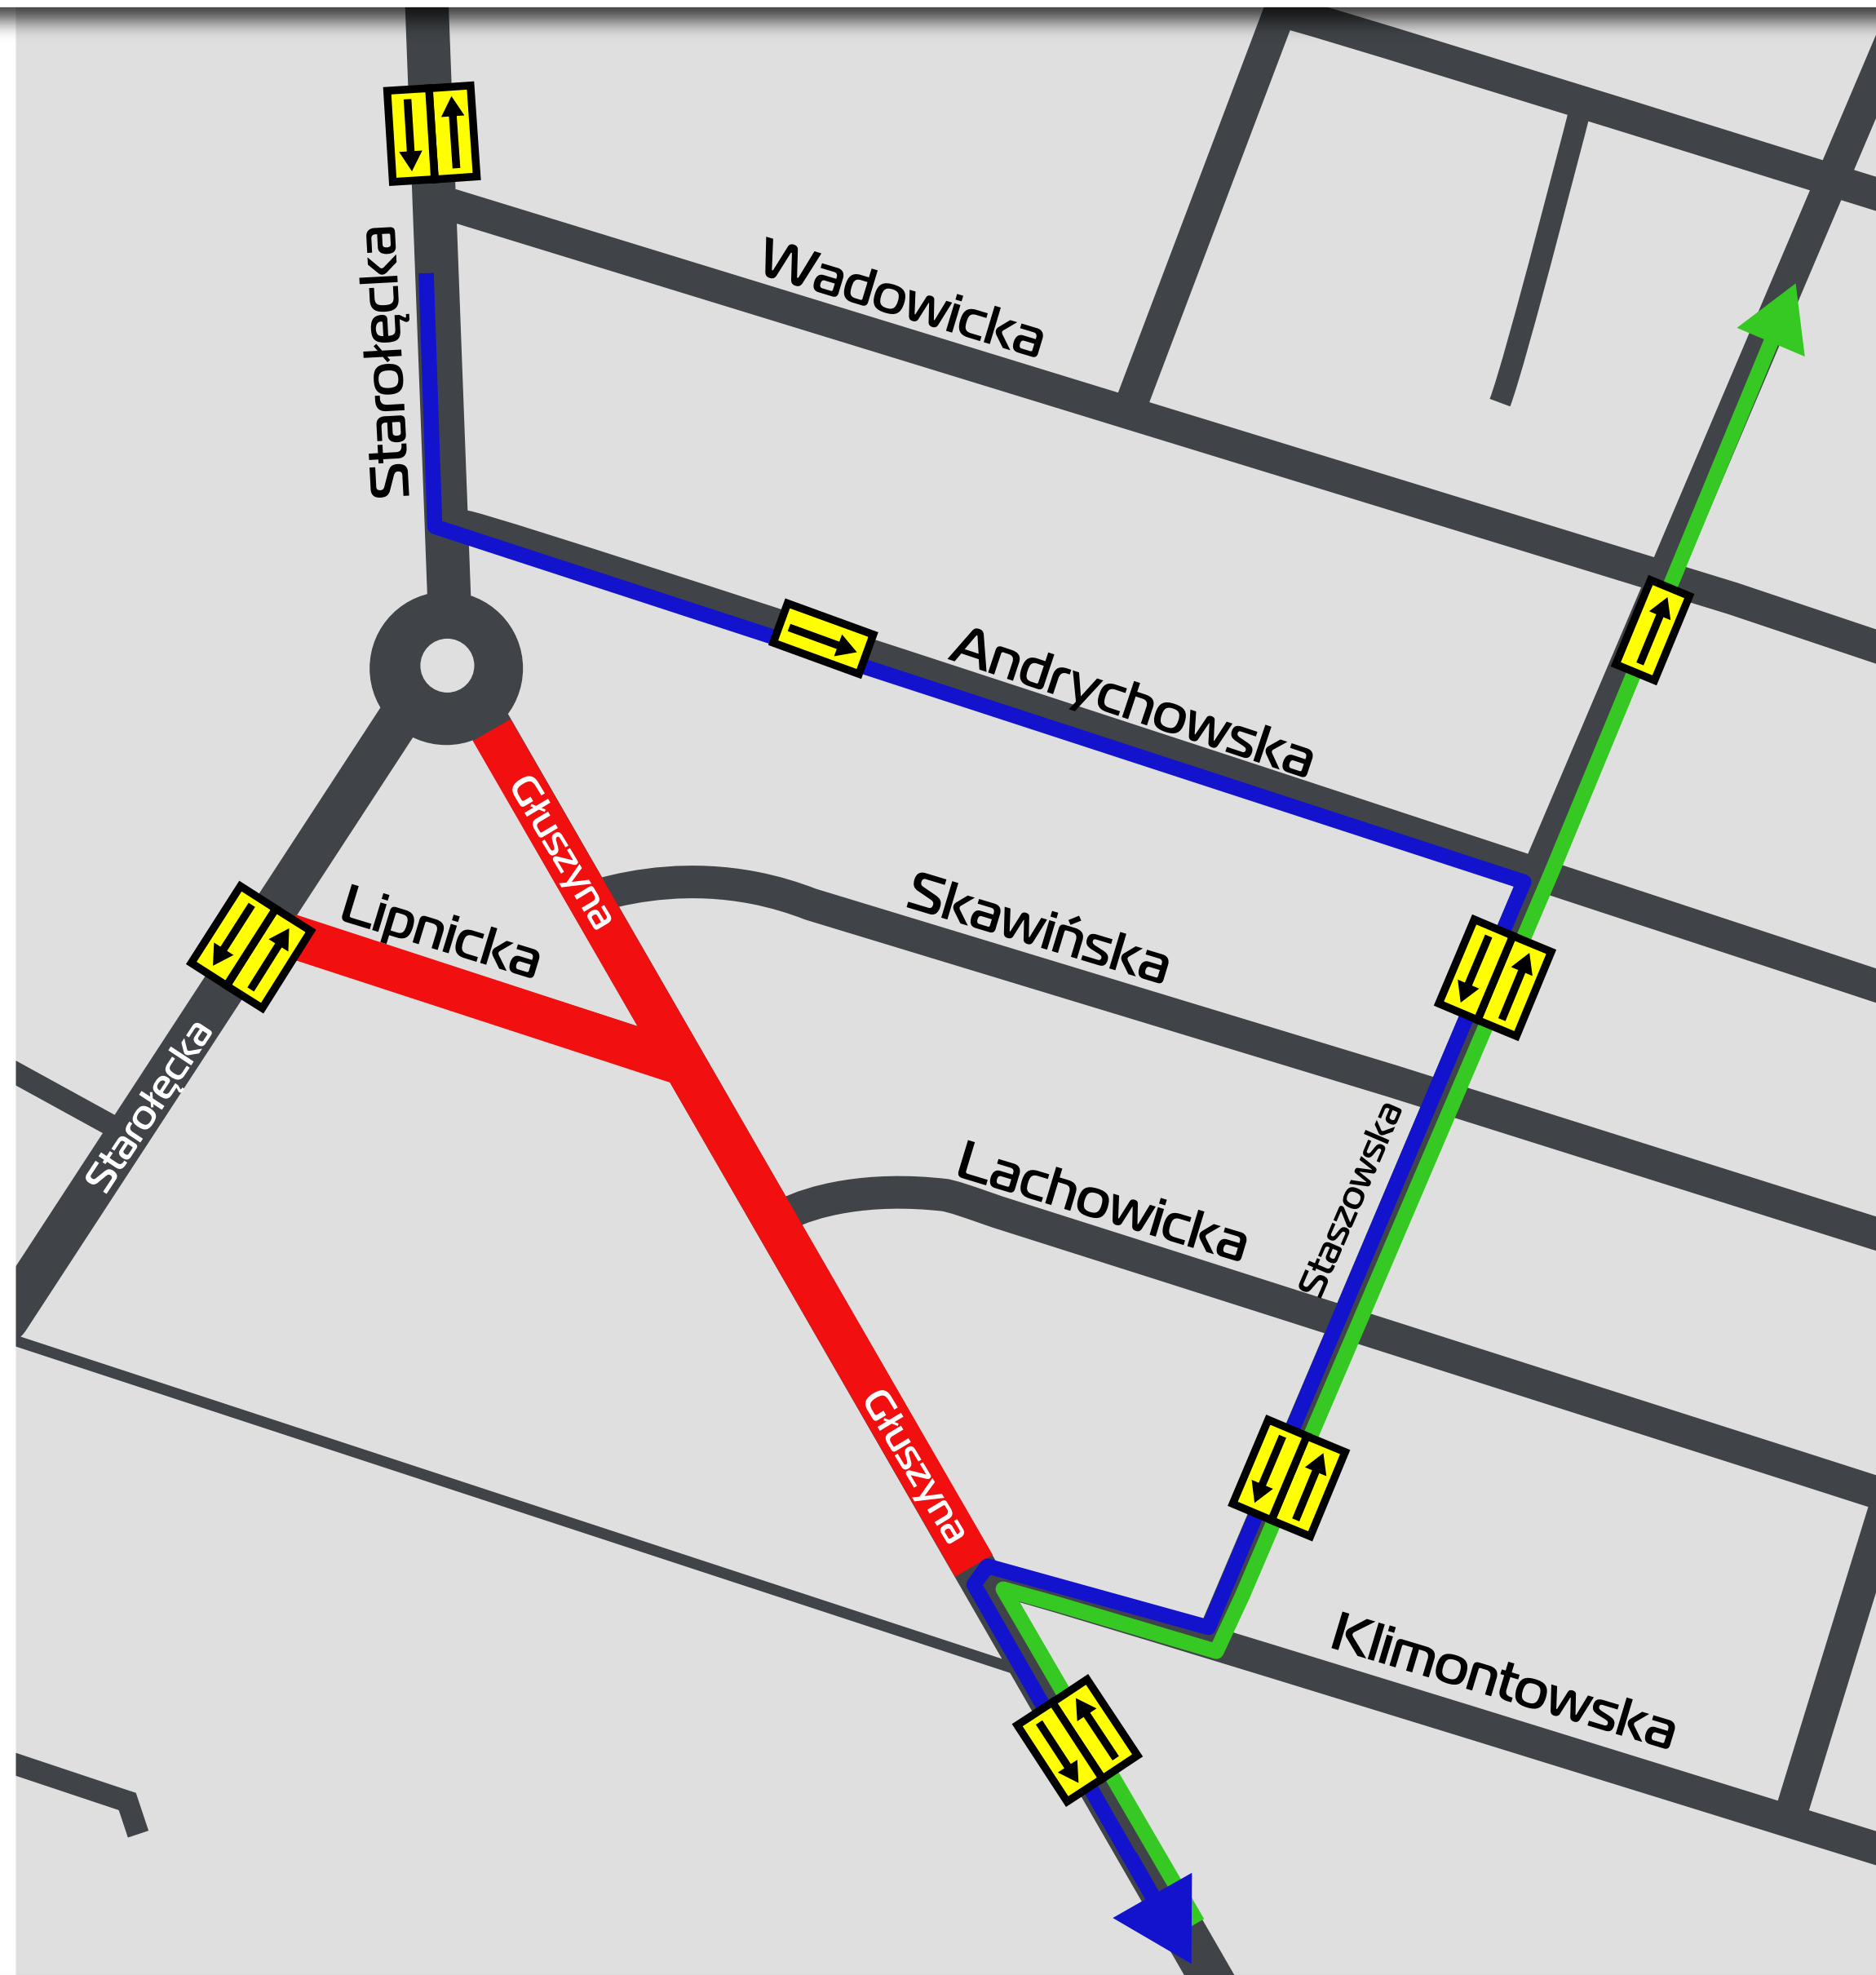 Starołęcka
Wadowicka
Andrychowska
Głuszyna
Skawińska
Lipnicka
Starołęcka
Lachowicka
Staszowska
Głuszyna
Klimontowska